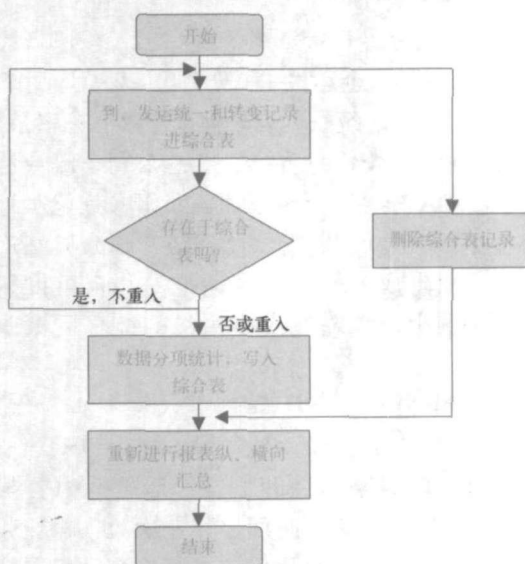 开始
到、发运统一和转变记录
进综合表
存在于综合
表吗?
删除综合表记录
是，不重入
否或重入
数据分项统计，写入
综合表
重新进行报表纵、横向
汇总
结束